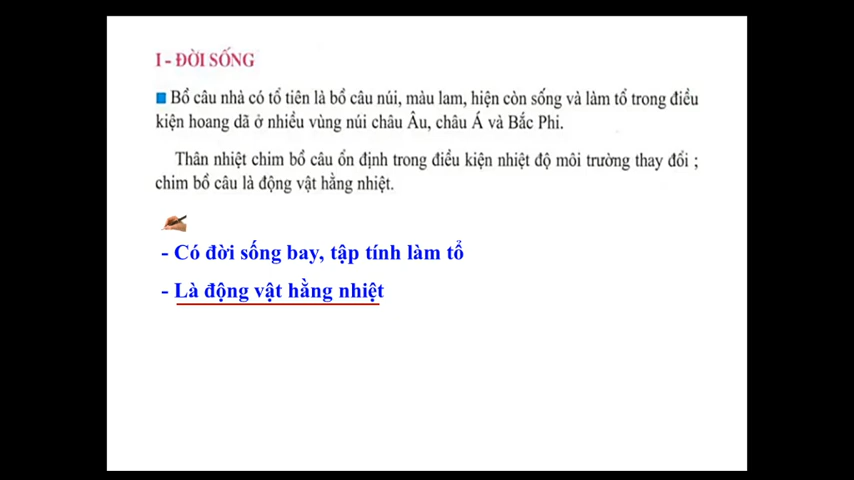 I - ĐỜI SỐNG
Bồ câu nhà có tổ tiên là bồ câu núi, màu lam, hiện còn sống và làm tổ trong điều
kiện hoang dã ở nhiều vùng núi châu Âu, châu Á và Bắc Phi.
Thân nhiệt chim bồ câu ổn định trong điều kiện nhiệt độ môi trường thay đổi ;
chim bồ câu là động vật hằng nhiệt.
- Có đời sống bay, tập tính làm tổ
- Là động vật hằng nhiệt